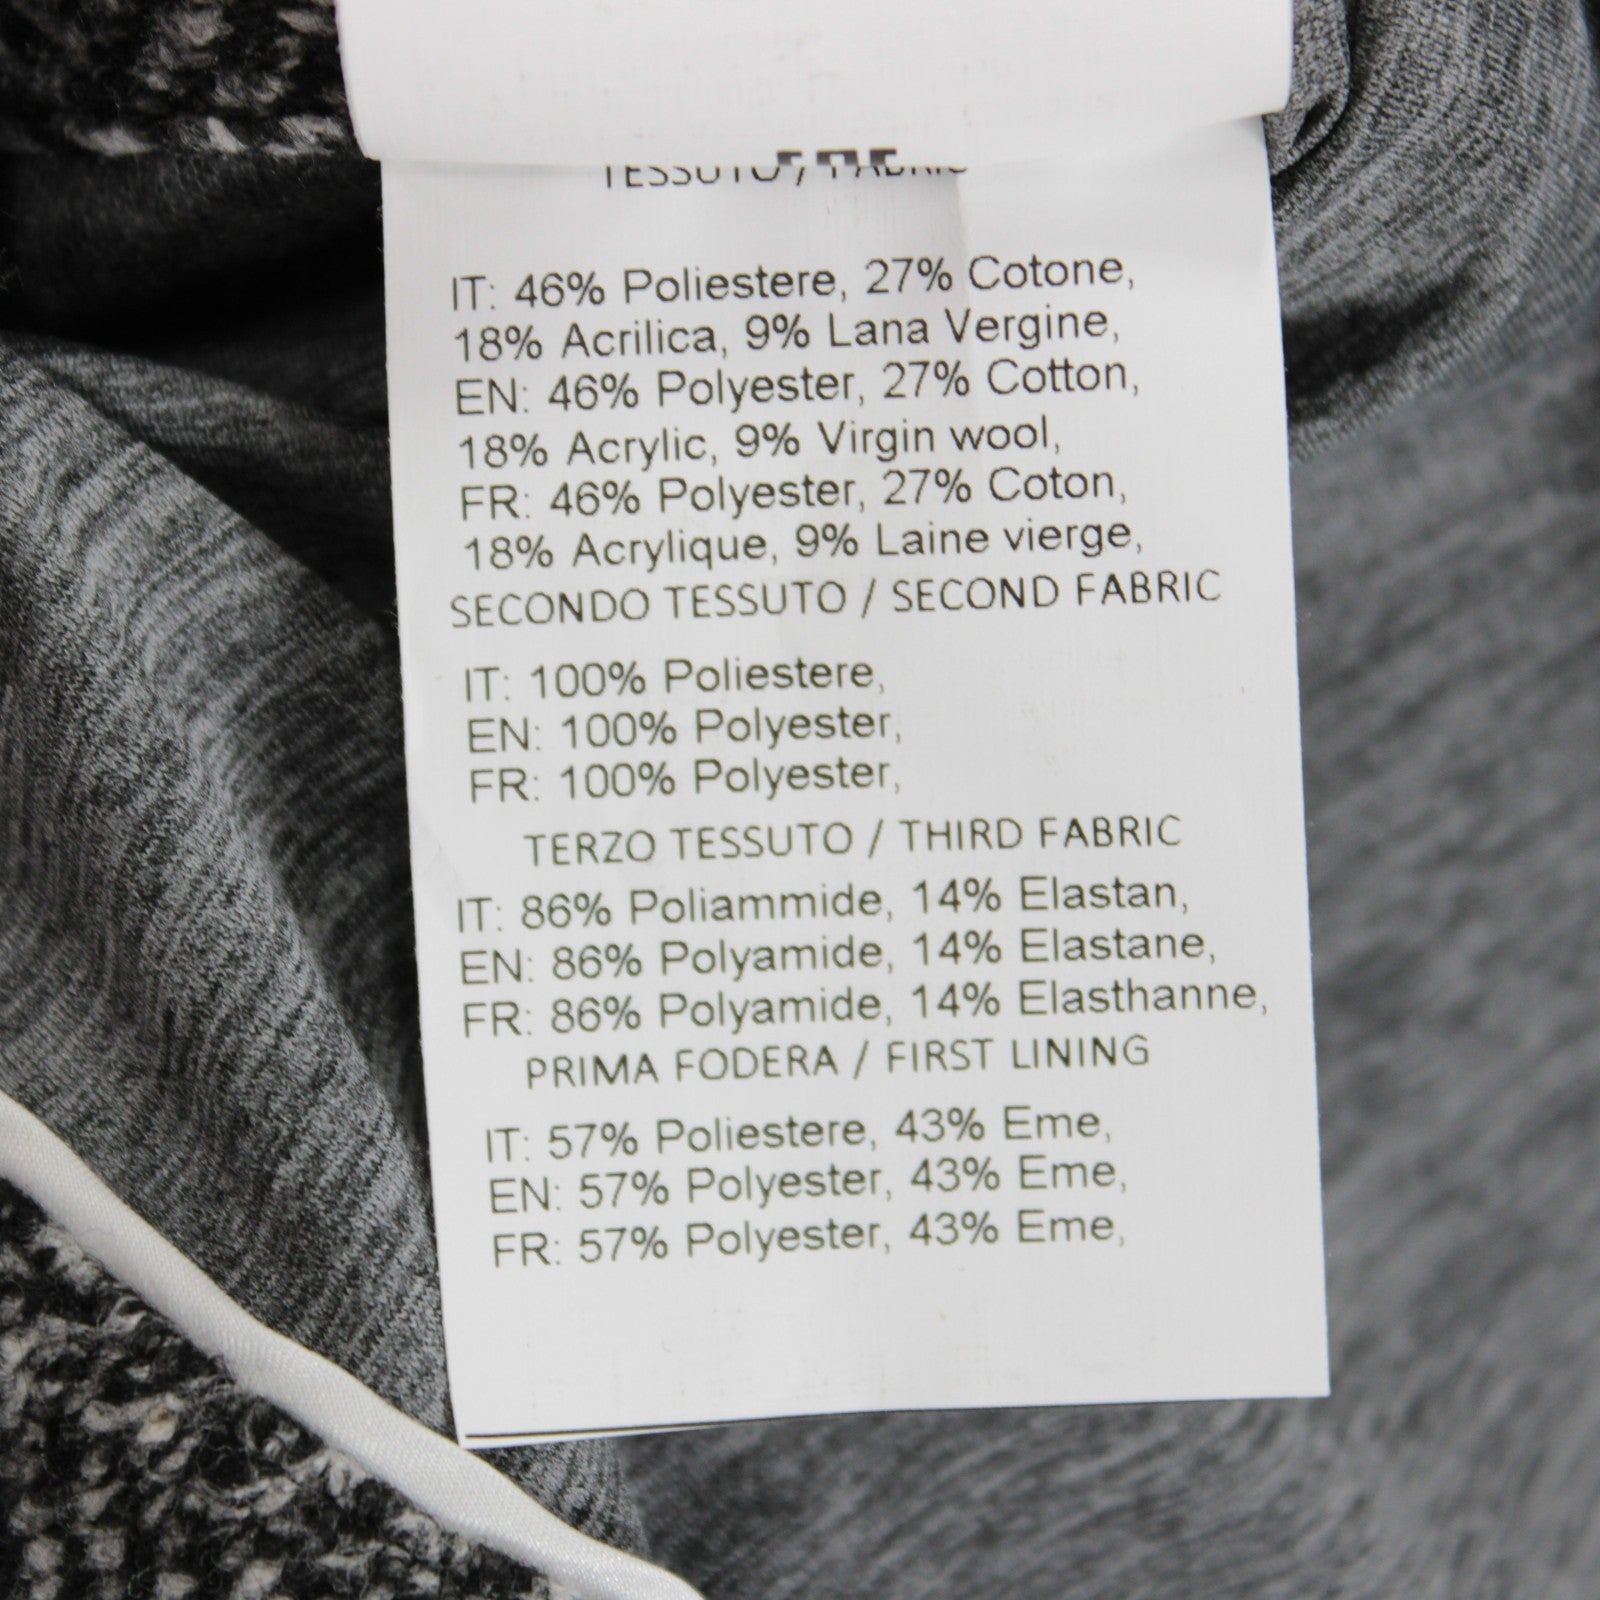 TESSUTO / FABRIC
IT: 46% Poliestere, 27% Cotone,
18% Acrilica, 9% Lana Vergine,
EN: 46% Polyester, 27% Cotton,
18% Acrylic, 9% Virgin wool,
FR: 46% Polyester, 27% Coton,
18% Acrylique, 9% Laine vierge,
SECONDO TESSUTO / SECOND FABRIC
IT: 100% Poliestere,
EN: 100% Polyester,
FR: 100% Polyester,
TERZO TESSUTO / THIRD FABRIC
IT: 86% Poliammide, 14% Elastan,
EN: 86% Polyamide, 14% Elastane,
FR: 86% Polyamide, 14% Elasthanne,
PRIMA FODERA / FIRST LINING
IT: 57% Poliestere, 43% Eme,
EN: 57% Polyester, 43% Eme,
FR: 57% Polyester, 43% Eme,